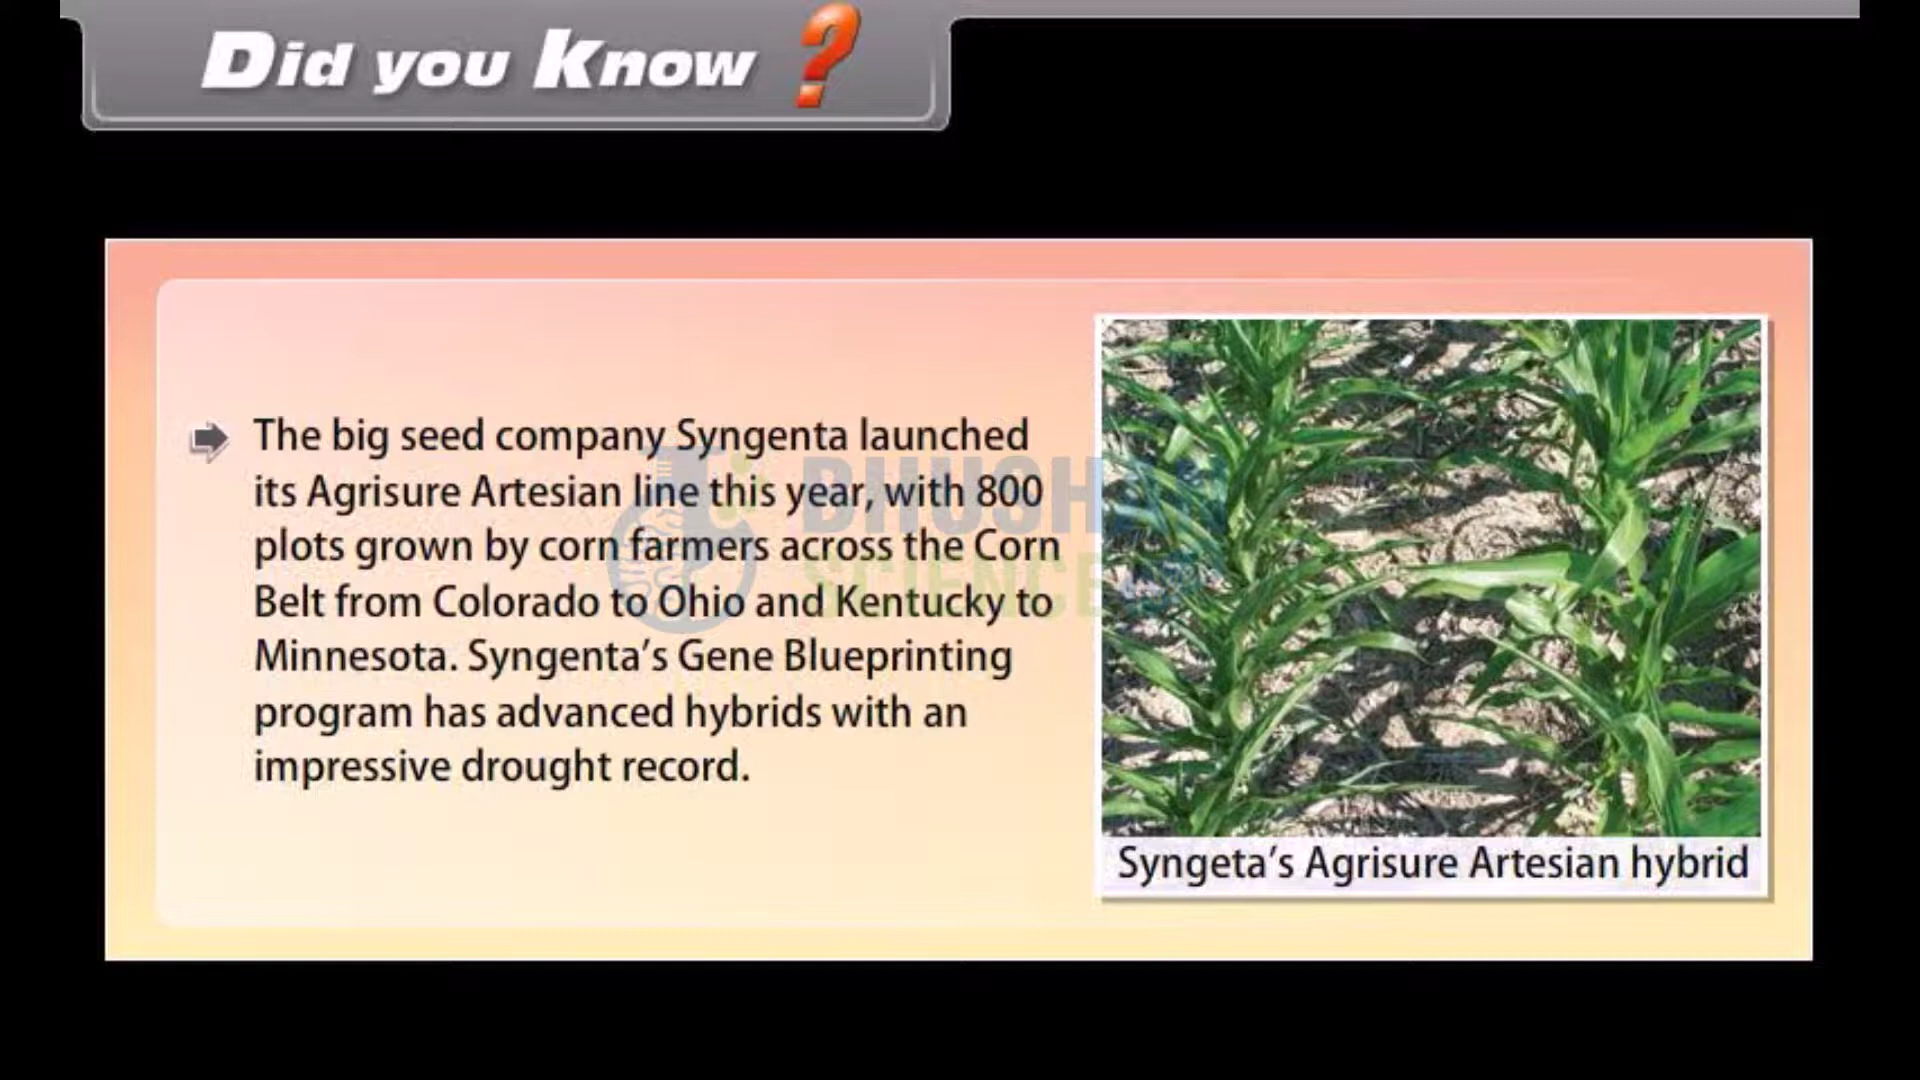 Did you Know ?
The big seed company Syngenta launched
its Agrisure Artesian line this year, with 800
plots grown by corn farmers across the Corn
Belt from Colorado to Ohio and Kentucky to
Minnesota. Syngenta's Gene Blueprinting
program has advanced hybrids with an
impressive drought record.
BHUSHAN
SCIENCE
Syngeta's Agrisure Artesian hybrid